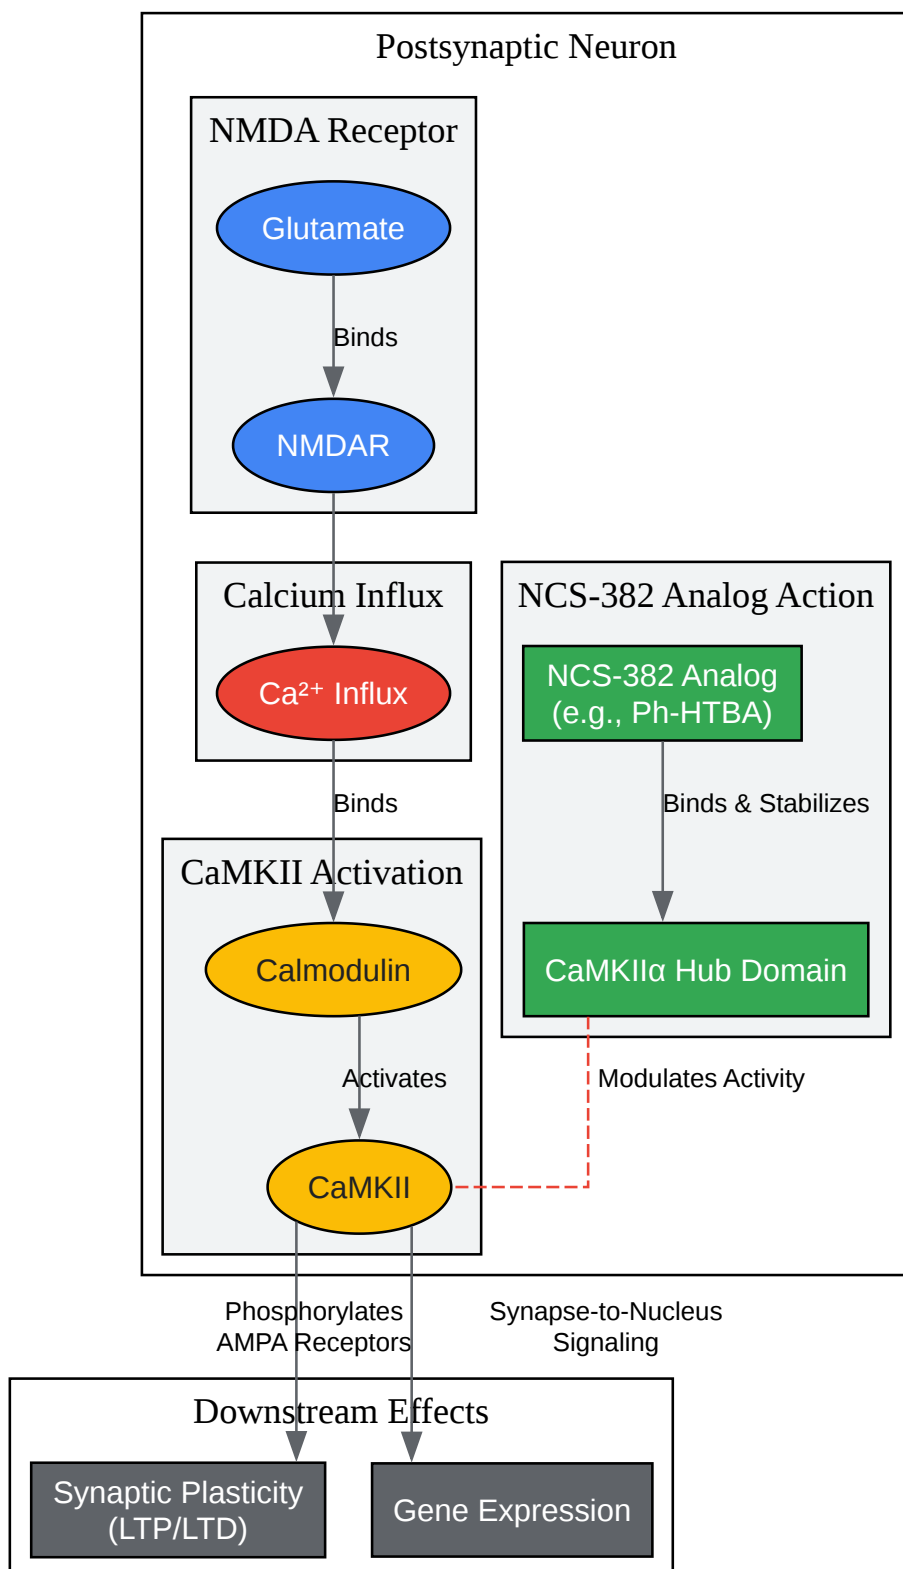 Postsynaptic Neuron
NMDA Receptor
Glutamate
Binds
NMDAR
Calcium Influx
Ca²⁺ Influx
Binds
NCS-382 Analog Action
NCS-382 Analog
(e.g., Ph-HTBA)
Binds & Stabilizes
CaMKIIα Hub Domain
Modulates Activity
CaMKII Activation
Calmodulin
Activates
CaMKII
Phosphorylates
AMPA Receptors
Synapse-to-Nucleus
Signaling
Downstream Effects
Synaptic Plasticity
(LTP/LTD)
Gene Expression